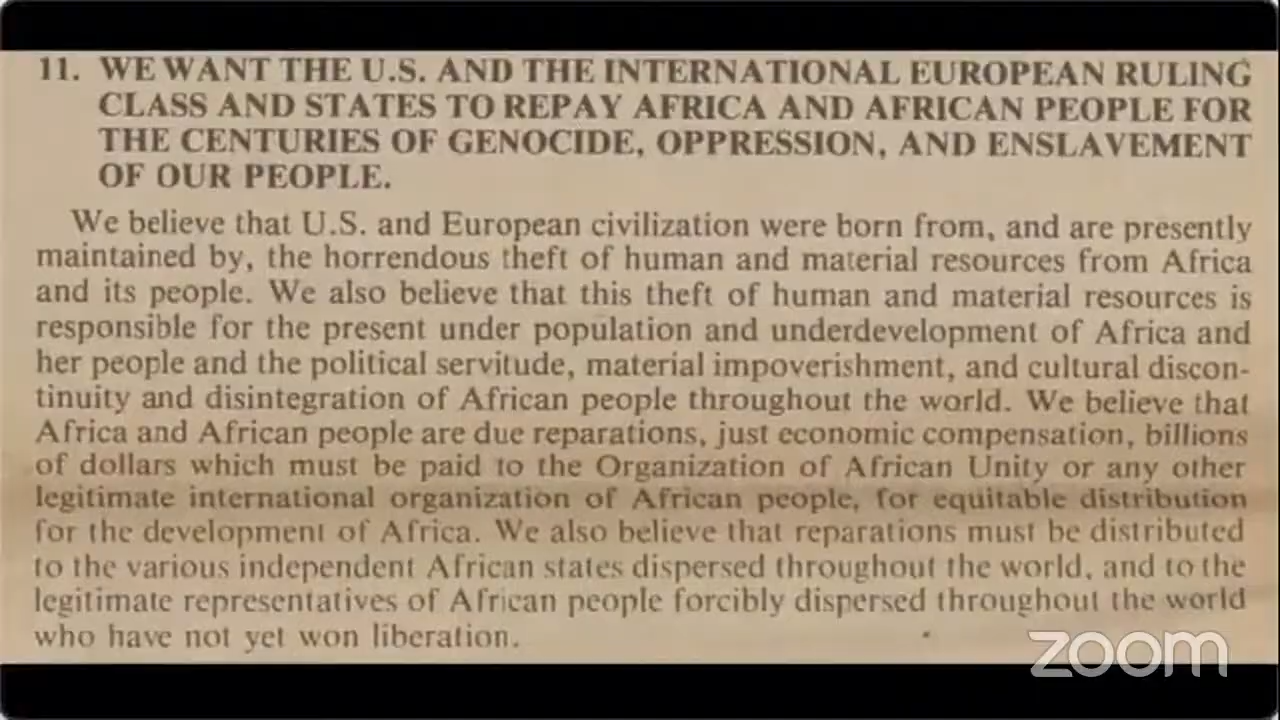 11. WE WANT THE U.S. AND THE INTERNATIONAL EUROPEAN RULING
CLASS AND STATES TO REPAY AFRICA AND AFRICAN PEOPLE FOR
THE CENTURIES OF GENOCIDE, OPPRESSION, AND ENSLAVEMENT
OF OUR PEOPLE.
We believe that U.S. and European civilization were born from, and are presently
maintained by, the horrendous theft of human and material resources from Africa
and its people. We also believe that this theft of human and material resources is
responsible for the present under population and underdevelopment of Africa and
her people and the political servitude, material impoverishment, and cultural discon-
tinuity and disintegration of African people throughout the world. We believe that
Africa and African people are due reparations, just economic compensation, billions
of dollars which must be paid to the Organization of African Unity or any other
legitimate international organization of African people, for equitable distribution
for the development of Africa. We also believe that reparations must be distributed
to the various independent African states dispersed throughout the world, and to the
legitimate representatives of African people forcibly dispersed throughout the world
who have not yet won liberation.
zoom